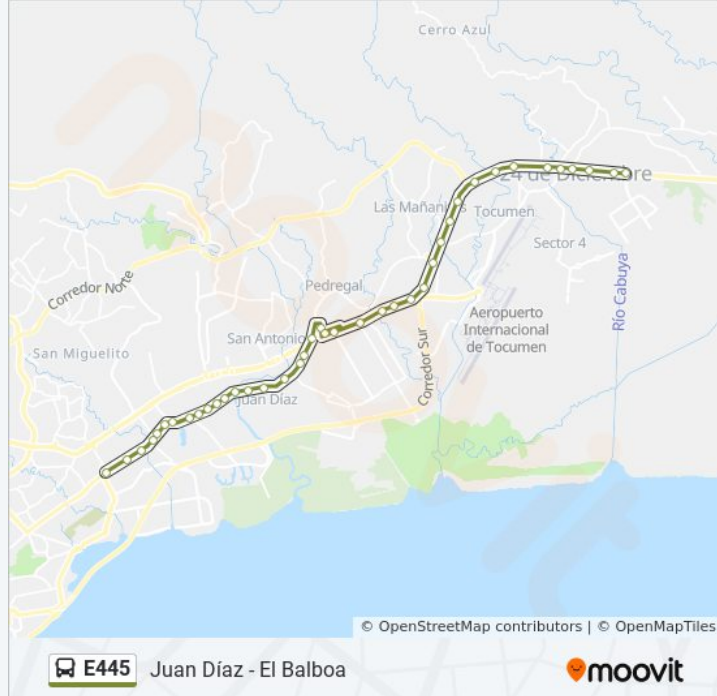 Cerro Azul
24 de Diciembre
Las Mañanitas
Tocumen
Sector 4
Corredor Norte
Pedregal
Río Cabuya
Aeropuerto
Internacional
de Tocumen
San Antonio
San Miguelito
Corredor Sur
Juan Díaz
moovit
© OpenStreetMap contributors | © OpenMapTiles
E445 Juan Díaz - El Balboa
moovit